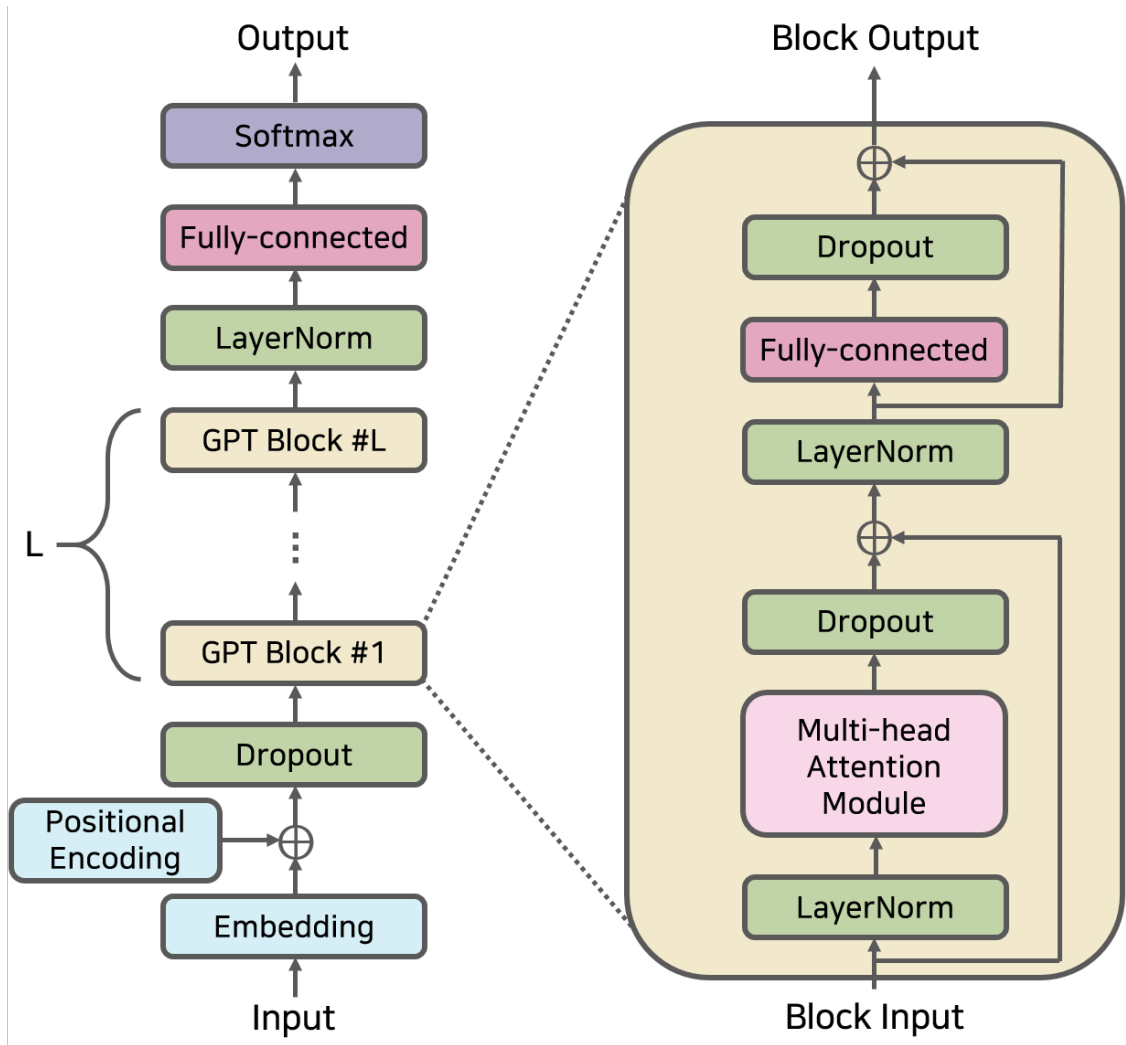 Output
Softmax
Fully-connected
LayerNorm
GPT Block #L
L
GPT Block #1
Dropout
Positional
Encoding
Embedding
Input
Block Output
Dropout
Fully-connected
LayerNorm
Dropout
Multi-head
Attention
Module
LayerNorm
Block Input